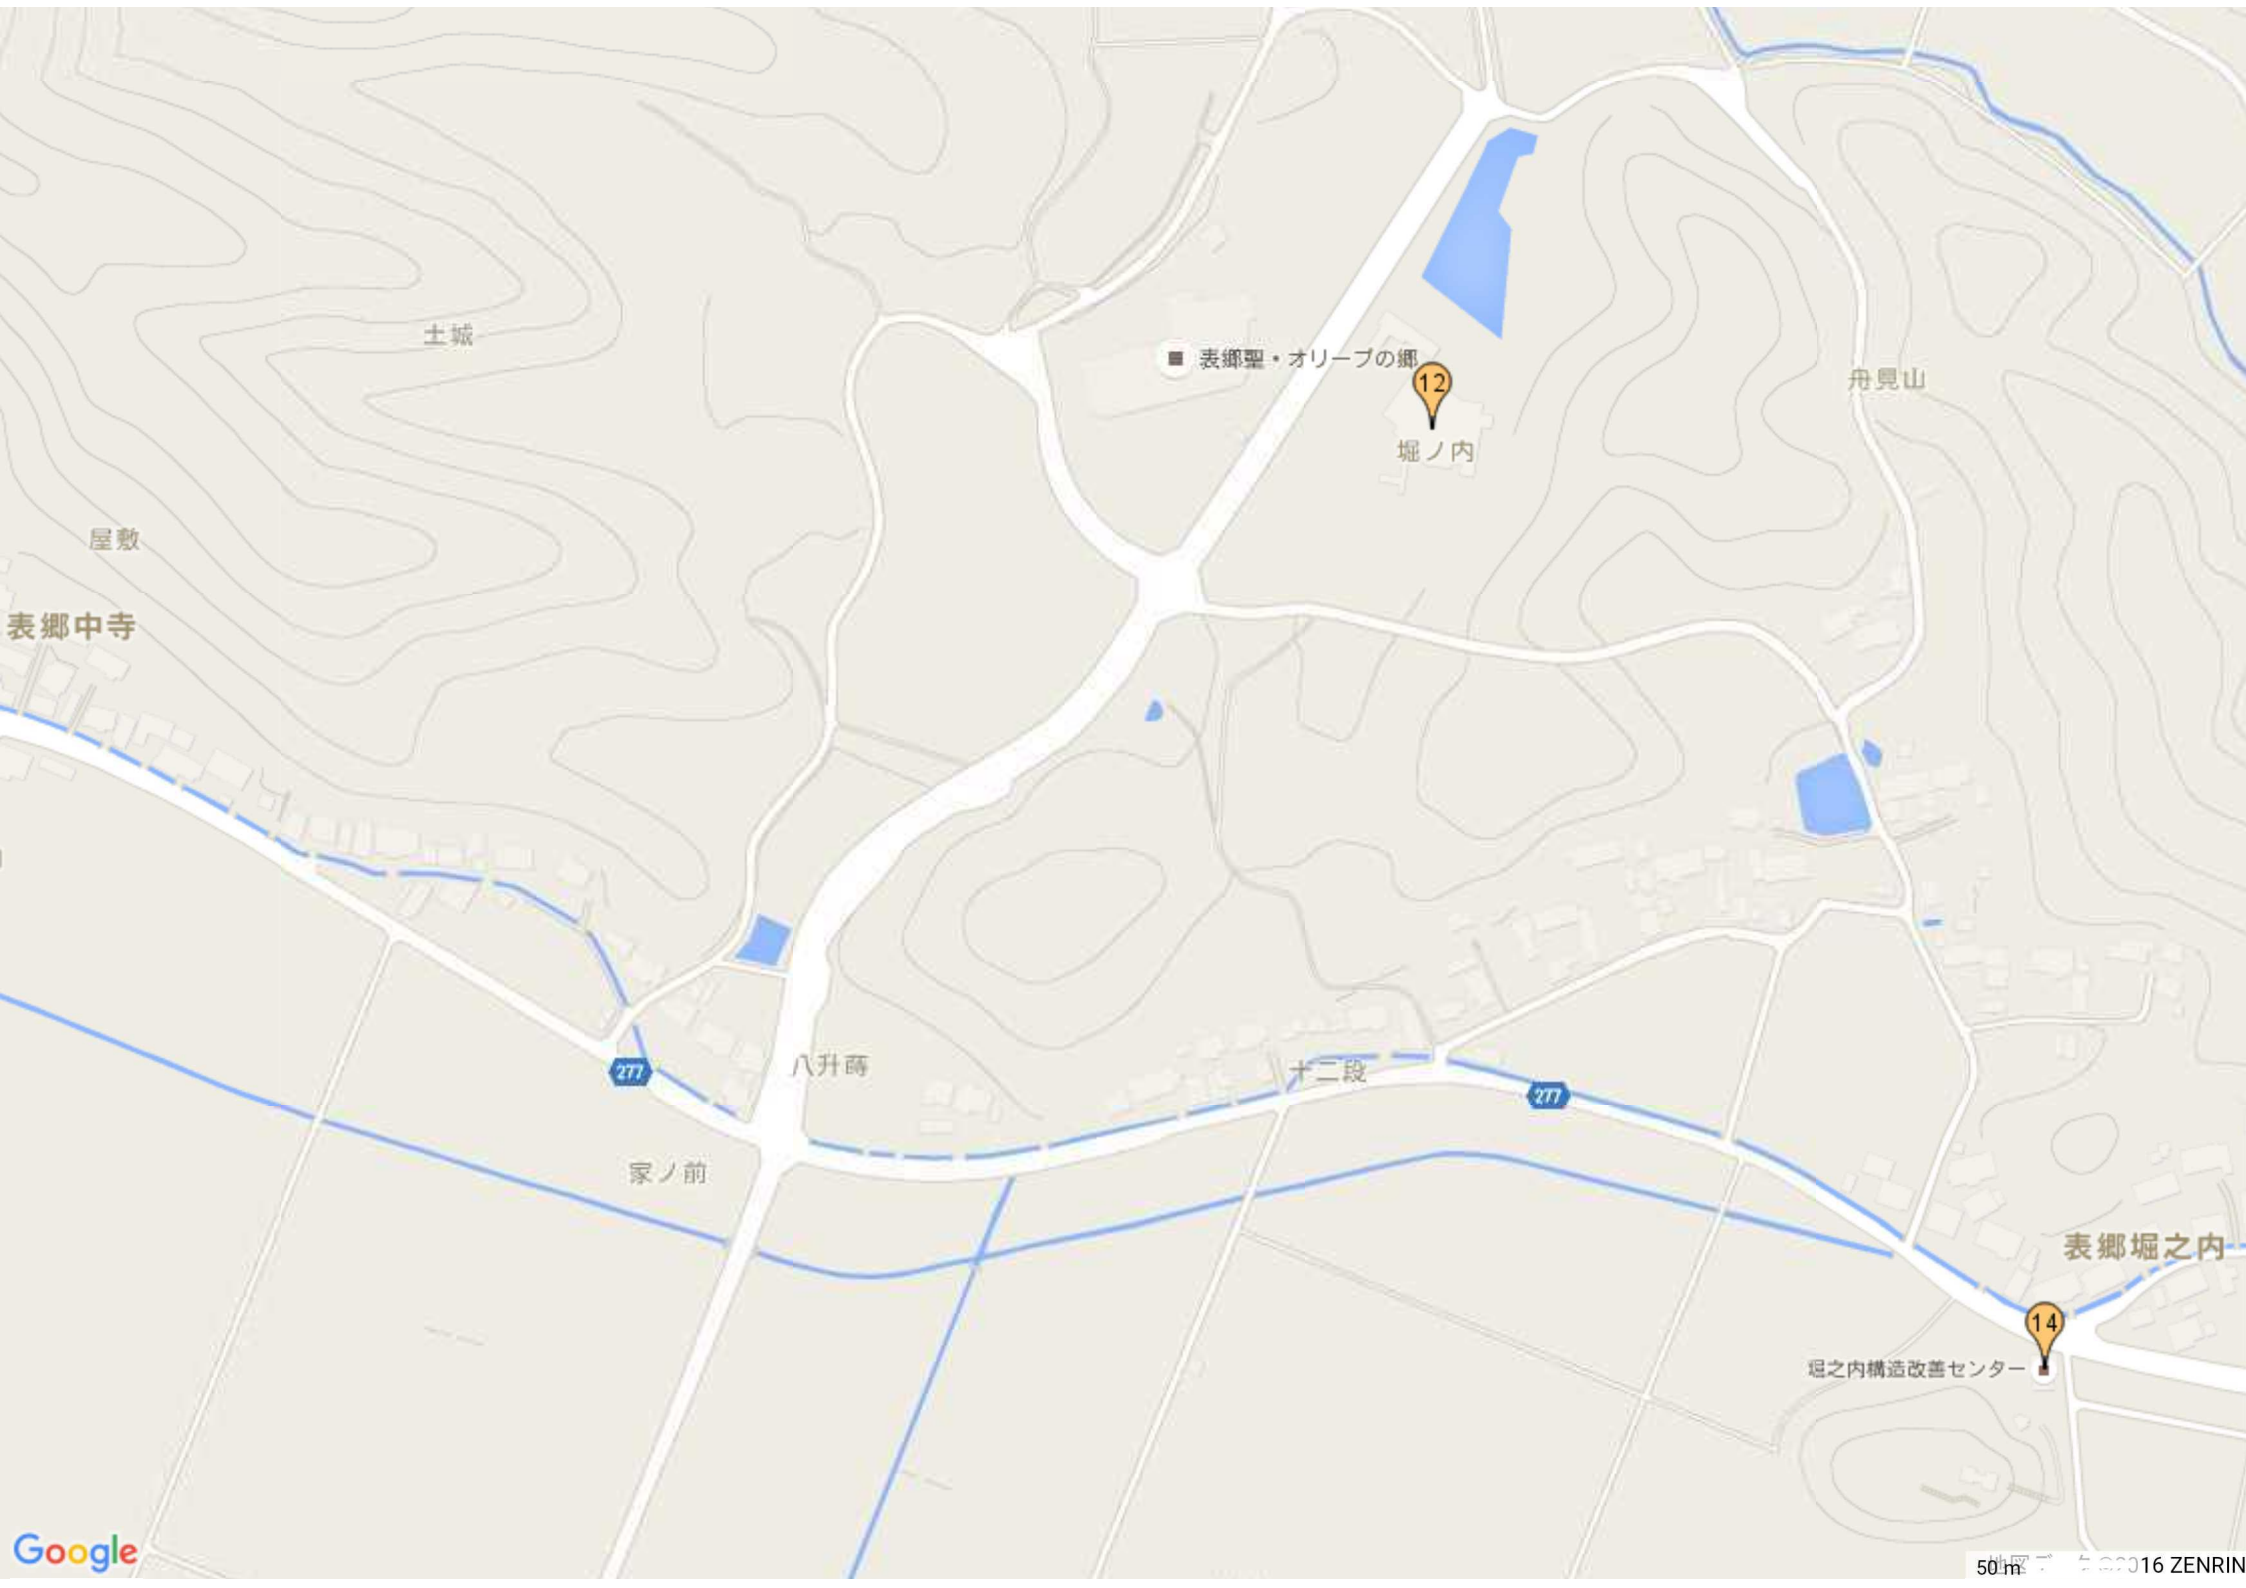 土城
表郷聖・オリーブの郷
12
舟見山
堀ノ内
屋敷
表郷中寺
277
八升蒔
十二段
277
家ノ前
表郷堀之内
14
堀之内構造改善センター
Google
50 m
16 ZENRIN